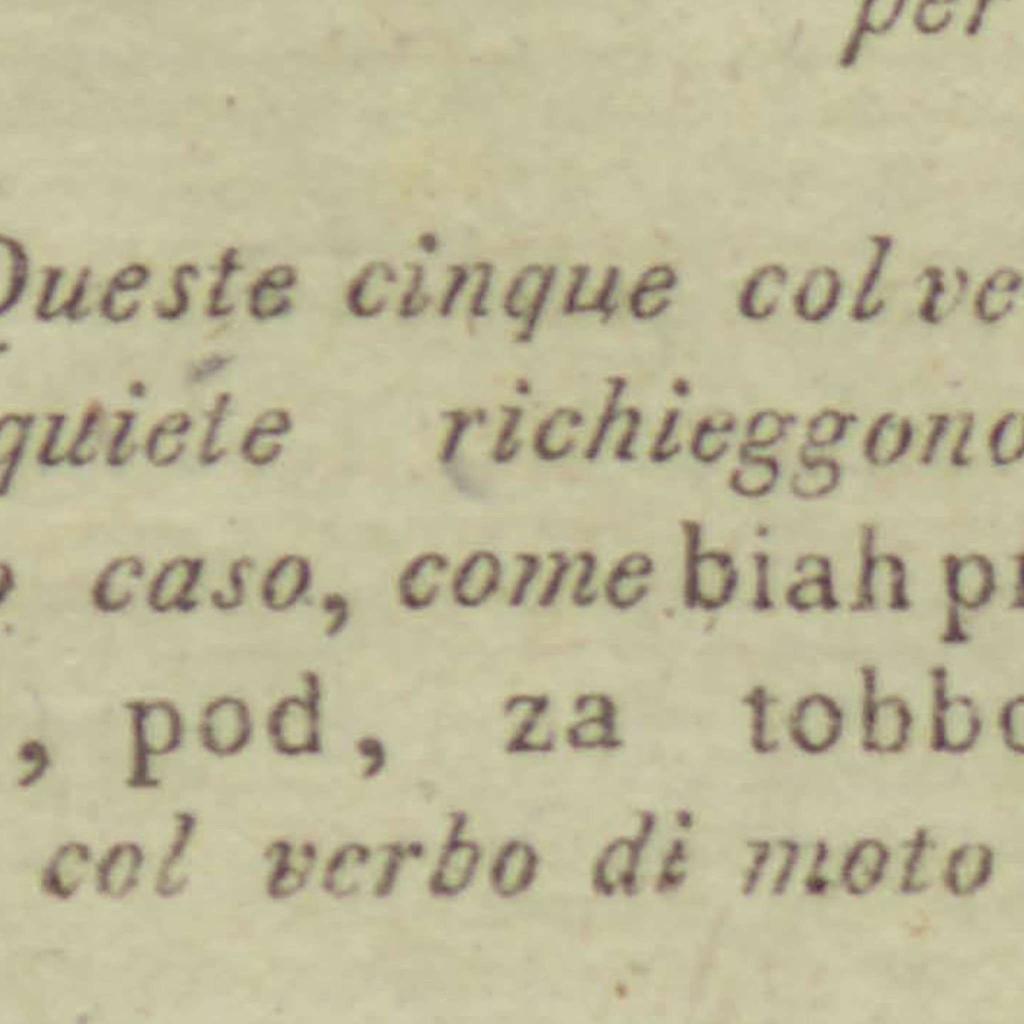 per
Queste cinque col ve
quiete richieggono
o caso, come biah pr
, pod, za tobbo
col verbo di moto